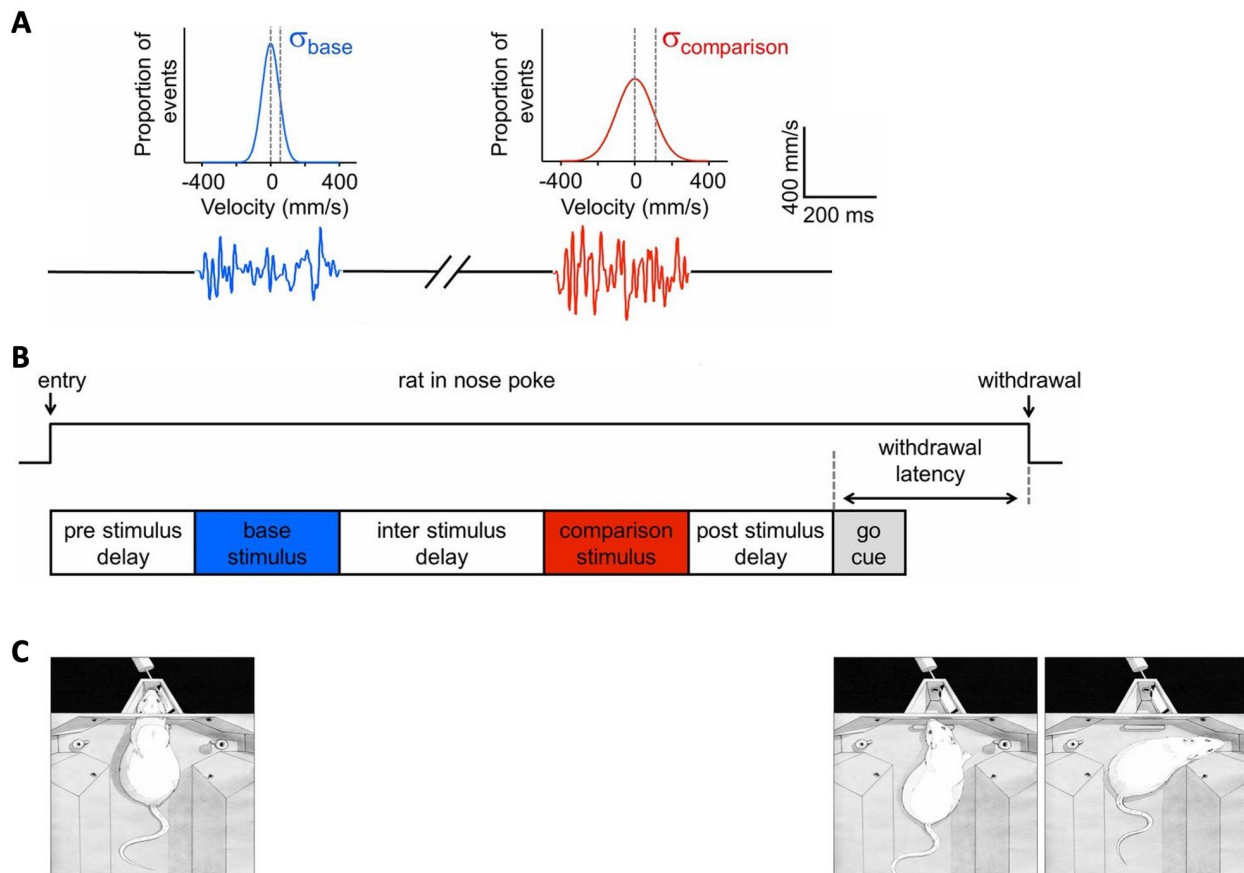 A
Proportion of
events
σbase
-400
0
400
Velocity (mm/s)
Proportion of
events
σcomparison
-400
0
400
Velocity (mm/s)
400 mm/s
200 ms
B
entry
rat in nose poke
withdrawal
withdrawal
latency
pre stimulus
delay
base
stimulus
inter stimulus
delay
comparison
stimulus
post stimulus
delay
go
cue
C